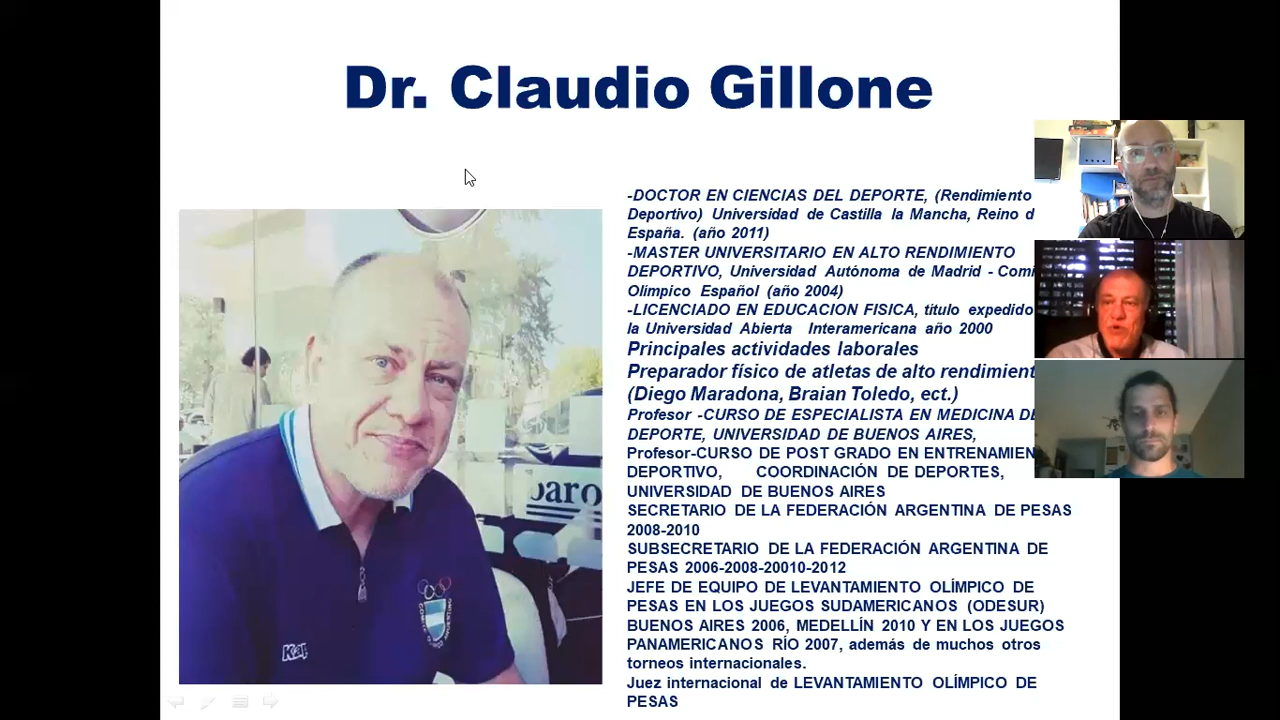 Dr. Claudio Gillone
-DOCTOR EN CIENCIAS DEL DEPORTE, (Rendimiento
Deportivo) Universidad de Castilla la Mancha, Reino d
España. (año 2011)
-MASTER UNIVERSITARIO EN ALTO RENDIMIENTO
DEPORTIVO, Universidad Autónoma de Madrid - Comi
Olimpico Español (año 2004)
-LICENCIADO EN EDUCACION FISICA, título expedido
la Universidad Abierta Interamericana año 2000
Principales actividades laborales
Preparador físico de atletas de alto rendimient
(Diego Maradona, Braian Toledo, ect.)
Profesor -CURSO DE ESPECIALISTA EN MEDICINA DE
DEPORTE, UNIVERSIDAD DE BUENOS AIRES,
Profesor-CURSO DE POST GRADO EN ENTRENAMIEN
DEPORTIVO, COORDINACIÓN DE DEPORTES,
UNIVERSIDAD DE BUENOS AIRES
SECRETARIO DE LA FEDERACIÓN ARGENTINA DE PESAS
2008-2010
SUBSECRETARIO DE LA FEDERACIÓN ARGENTINA DE
PESAS 2006-2008-20010-2012
JEFE DE EQUIPO DE LEVANTAMIENTO OLÍMPICO DE
PESAS EN LOS JUEGOS SUDAMERICANOS (ODESUR)
BUENOS AIRES 2006, MEDELLÍN 2010 Y EN LOS JUEGOS
PANAMERICANOS RÍO 2007, además de muchos otros
torneos internacionales.
Juez internacional de LEVANTAMIENTO OLÍMPICO DE
PESAS
baro
Kap